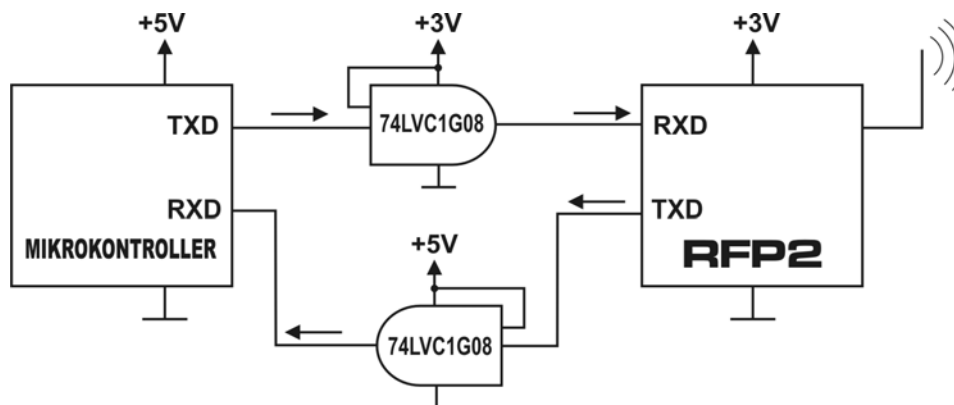 +5V
+3V
+3V
TXD
74LVC1G08
RXD
RXD
TXD
MIKROKONTROLLER
+5V
RFP2
74LVC1G08